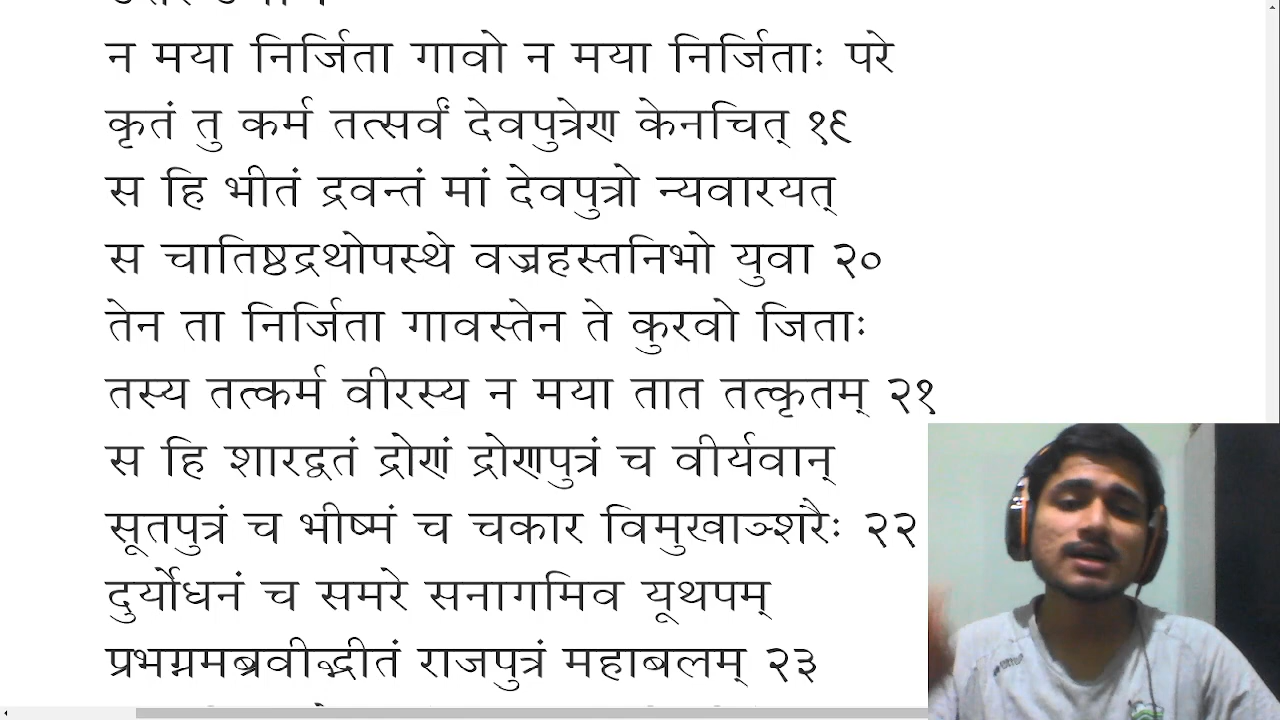 न मया निर्जिता गावो न मया निर्जिताः परे
कृतं तु कर्म तत्सर्वं देवपुत्रेण केनचित् १९
स हि भीतं द्रवन्तं मां देवपुत्रो न्यवारयत्
स चातिष्ठद्रथोपस्थे वज्रहस्तनिभो युवा २०
तेन ता निर्जिता गावस्तेन ते कुरवो जिताः
तस्य तत्कर्म वीरस्य न मया तात तत्कृतम् २१
स हि शारद्वतं द्रोणं द्रोणपुत्रं च वीर्यवान्
सूतपुत्रं च भीष्मं च चकार विमुखाञ्शरैः २२
दुर्योधनं च समरे सनागमिव यूथपम्
प्रभग्नमब्रवीद्भीतं राजपुत्रं महाबलम् २३